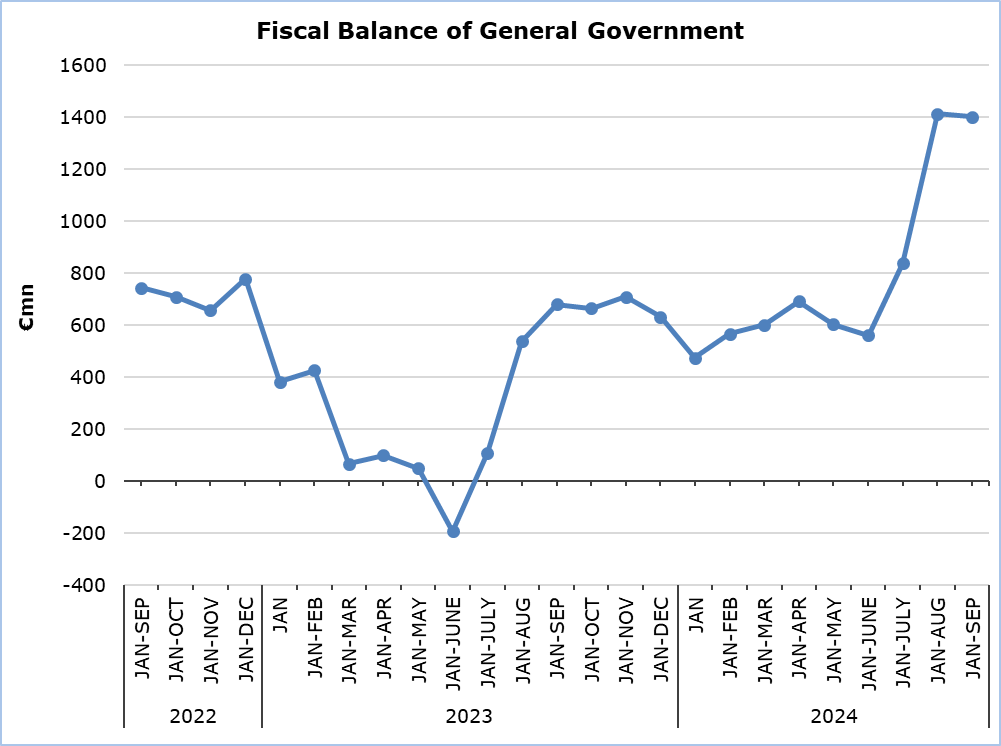 Fiscal Balance of General Government
€mn
1600
1400
1200
1000
800
600
400
200
0
-200
-400
JAN-SEP
JAN-OCT
JAN-NOV
JAN-DEC
JAN
JAN-FEB
JAN-MAR
JAN-APR
JAN-MAY
JAN-JUNE
JAN-JULY
JAN-AUG
JAN-SEP
JAN-OCT
JAN-NOV
JAN-DEC
JAN
JAN-FEB
JAN-MAR
JAN-APR
JAN-MAY
JAN-JUNE
JAN-JULY
JAN-AUG
JAN-SEP
2022
2023
2024